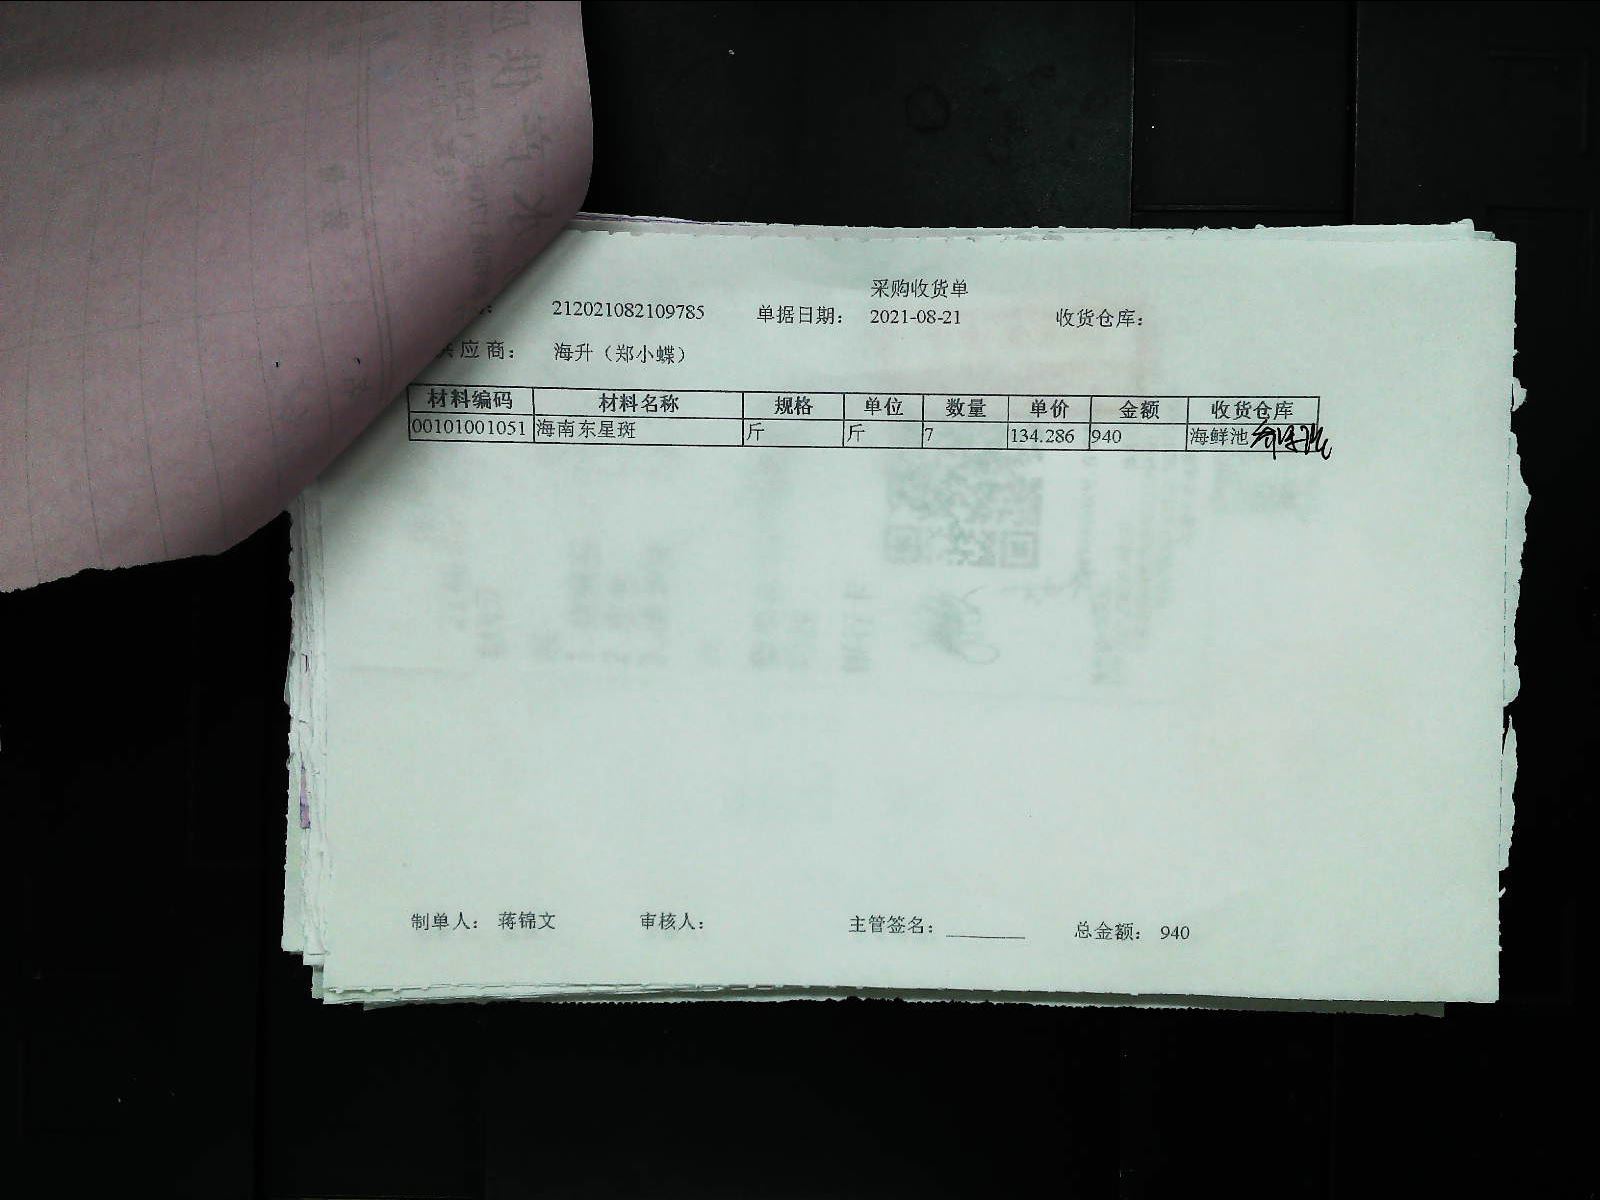 采购收货单
212021082109785 单据日期： 2021-08-21 收货仓库：
供应商： 海升（郑小蝶）
材料编码 材料名称 规格 单位 数量 单价 金额 收货仓库
00101001051 海南东星斑 斤 斤 7 134.286 940 海鲜池
制单人： 蒋锦文 审核人： 主管签名： 总金额： 940